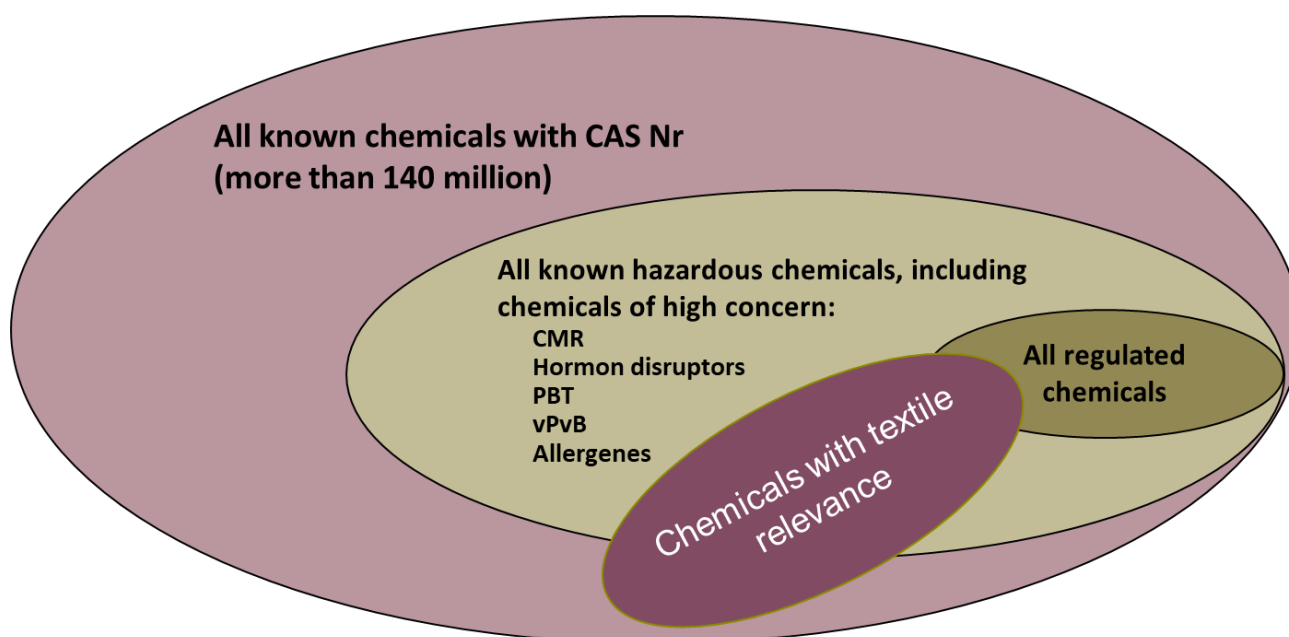 All known chemicals with CAS Nr
(more than 140 million)
All known hazardous chemicals, including
chemicals of high concern:
CMR
Hormon disruptors
PBT
vPvB
Allergenes
All regulated
chemicals
Chemicals with textile
relevance